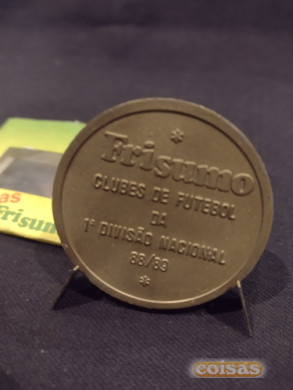 Frisumo
CLUBES DE FUTEBOL
DA
1ª DIVISÃO NACIONAL
88/89
as
Frisum
coisas